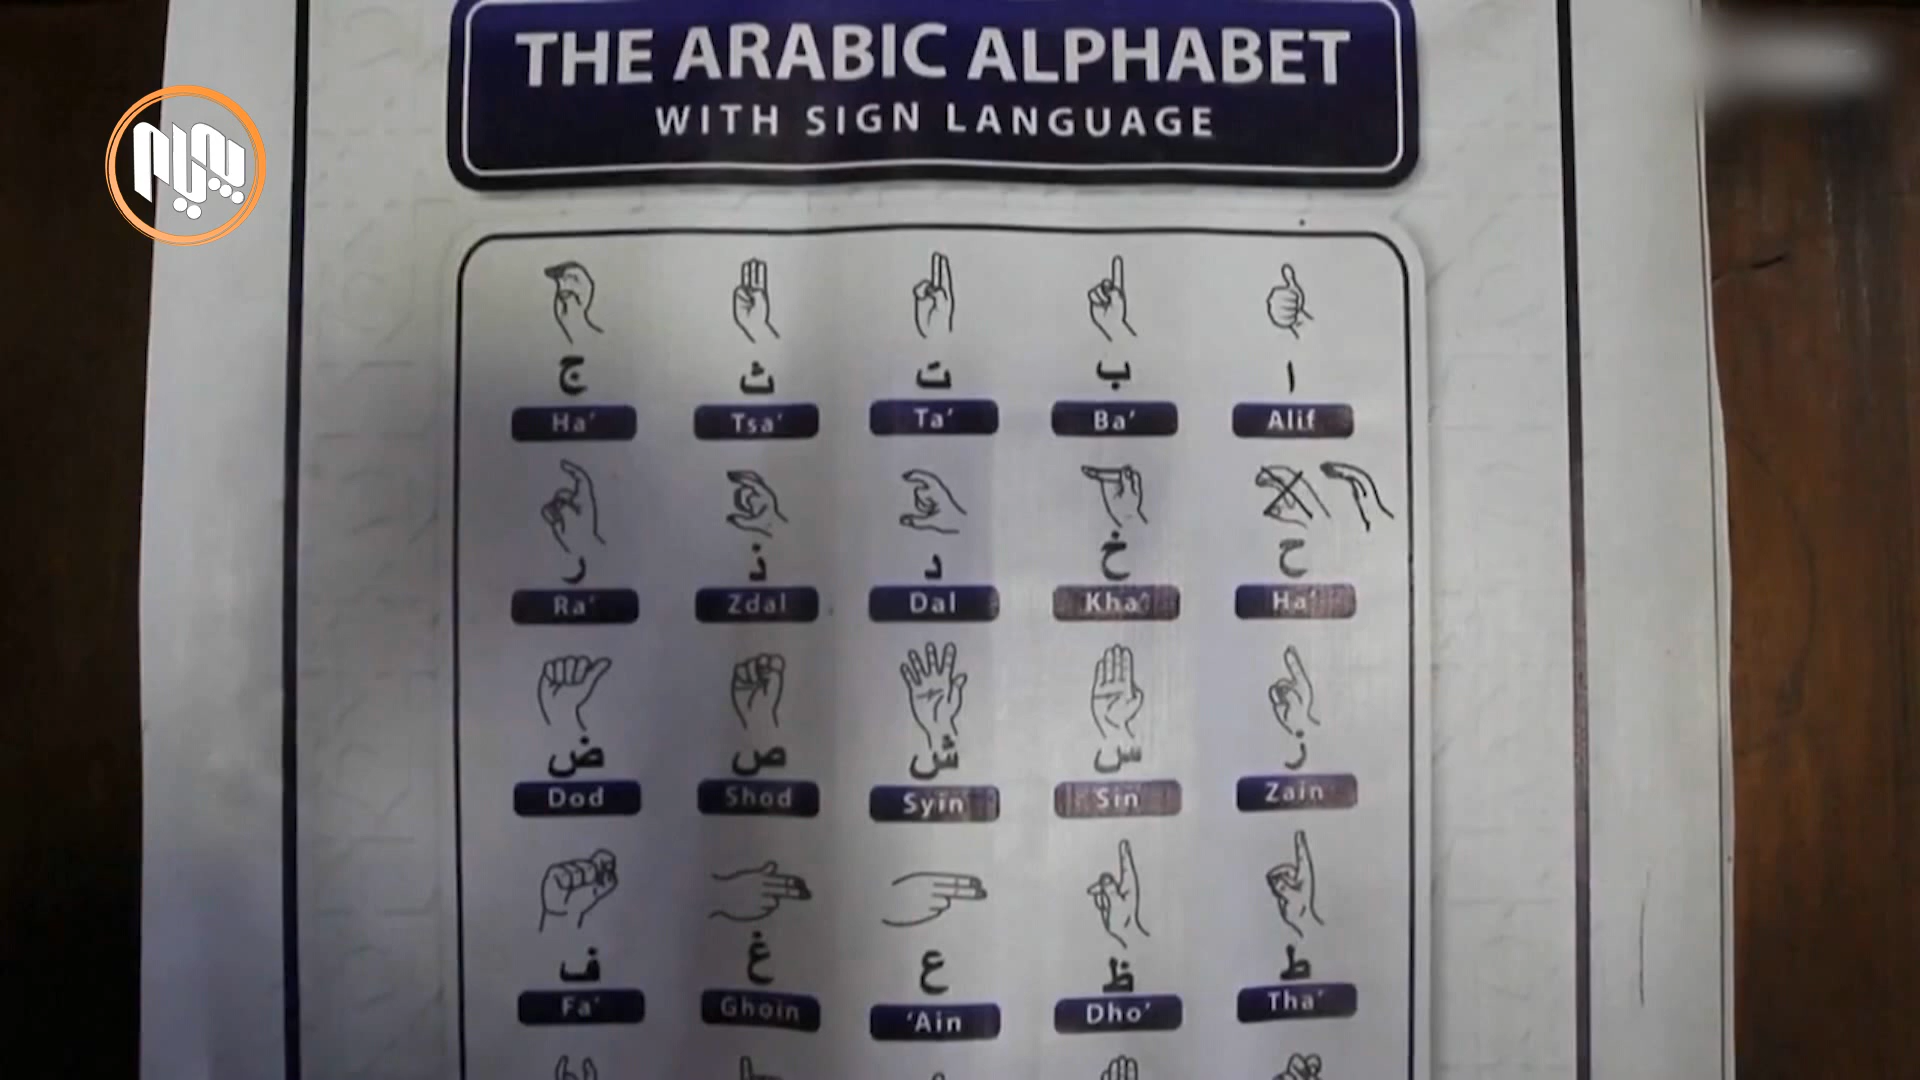 THE ARABIC ALPHABET
WITH SIGN LANGUAGE
ا ب ت ث ج
Alif Ba’ Ta’ Tsa’ Ha’
ح خ د ذ ر
Ha’ Kha’ Dal Zdal Ra’
ز س ش ص ض
Zain Sin Syin Shod Dod
ط ظ ع غ ف
Tha’ Dho’ ‘Ain Ghoin Fa’